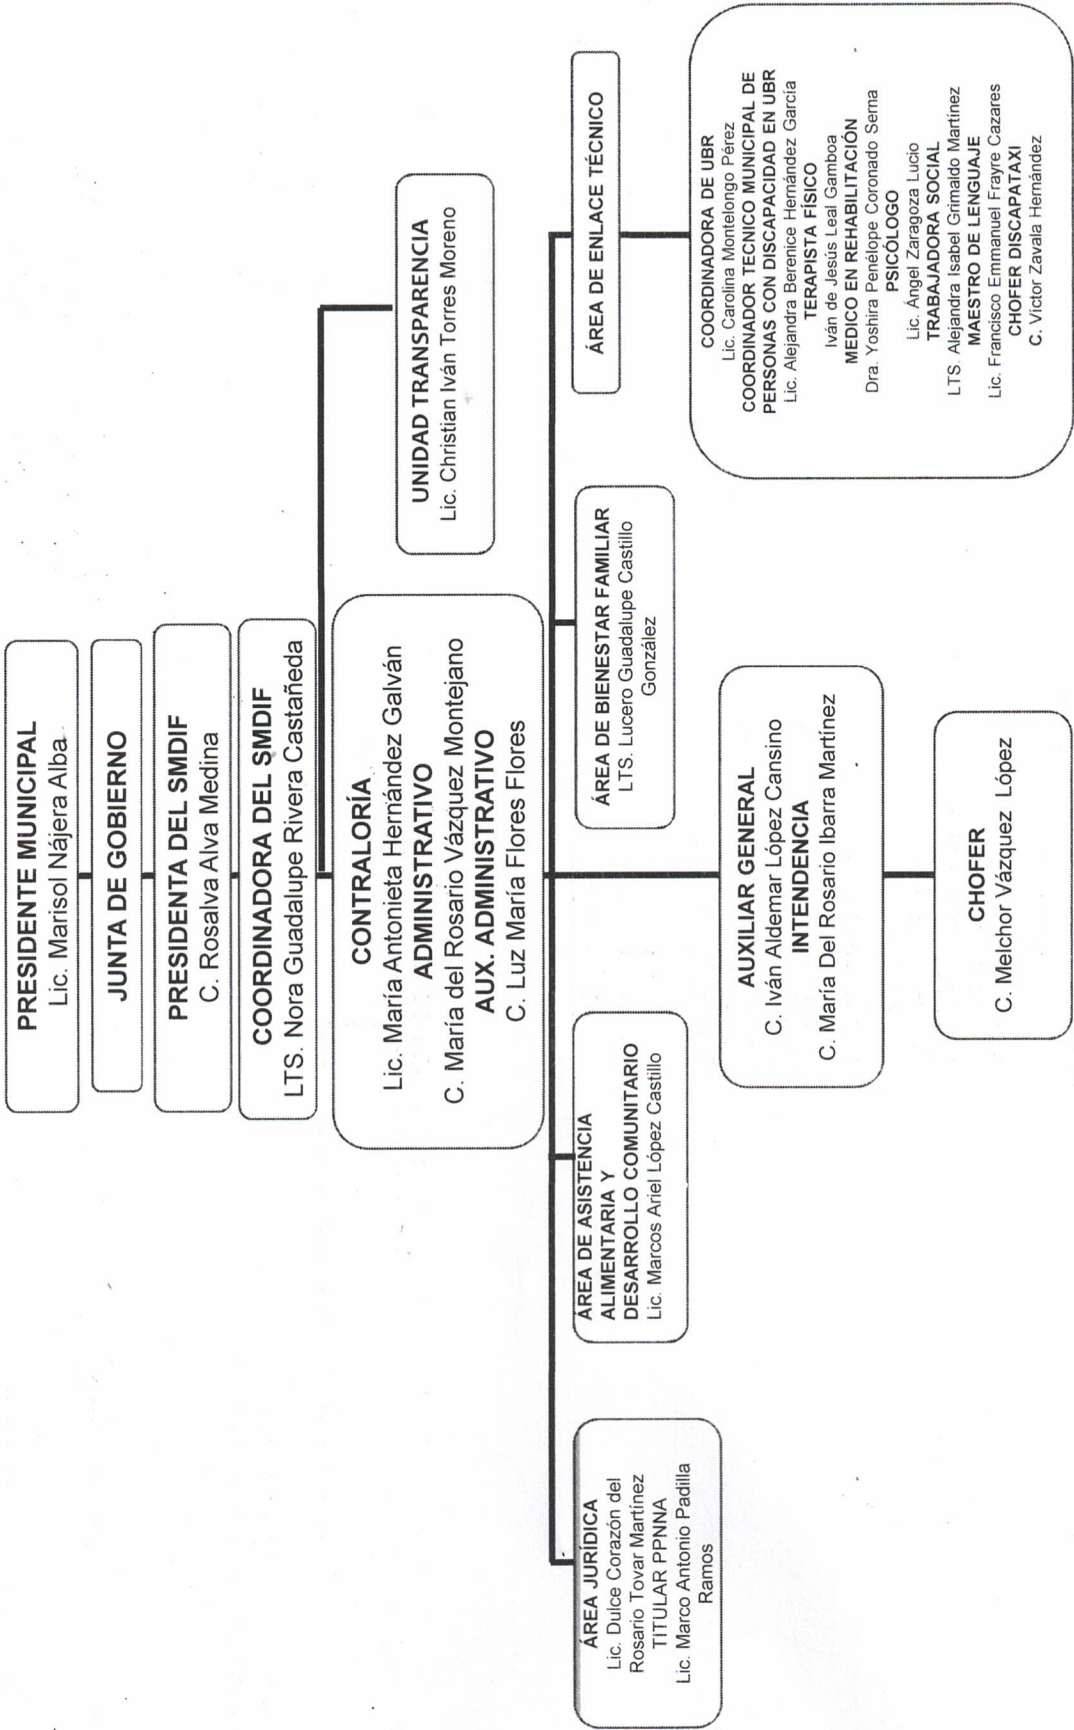 PRESIDENTE MUNICIPAL
Lic. Marisol Nájera Alba
JUNTA DE GOBIERNO
PRESIDENTA DEL SMDIF
C. Rosalva Alva Medina
COORDINADORA DEL SMDIF
LTS. Nora Guadalupe Rivera Castañeda
UNIDAD TRANSPARENCIA
Lic. Christian Iván Torres Moreno
CONTRALORÍA
Lic. María Antonieta Hernández Galván
ADMINISTRATIVO
C. María del Rosario Vázquez Montejano
AUX. ADMINISTRATIVO
C. Luz María Flores Flores
ÁREA JURÍDICA
Lic. Dulce Corazón del
Rosario Tovar Martínez
TITULAR PPNNA
Lic. Marco Antonio Padilla
Ramos
ÁREA DE ASISTENCIA
ALIMENTARIA Y
DESARROLLO COMUNITARIO
Lic. Marcos Ariel López Castillo
ÁREA DE BIENESTAR FAMILIAR
LTS. Lucero Guadalupe Castillo
González
ÁREA DE ENLACE TÉCNICO
AUXILIAR GENERAL
C. Iván Aldemar López Cansino
INTENDENCIA
C. María Del Rosario Ibarra Martínez
CHOFER
C. Melchor Vázquez López
COORDINADORA DE UBR
Lic. Carolina Montelongo Pérez
COORDINADOR TECNICO MUNICIPAL DE
PERSONAS CON DISCAPACIDAD EN UBR
Lic. Alejandra Berenice Hernández García
TERAPISTA FÍSICO
Iván de Jesús Leal Gamboa
MEDICO EN REHABILITACIÓN
Dra. Yoshira Penélope Coronado Serna
PSICÓLOGO
Lic. Ángel Zaragoza Lucio
TRABAJADORA SOCIAL
LTS. Alejandra Isabel Grimaldo Martínez
MAESTRO DE LENGUAJE
Lic. Francisco Emmanuel Frayre Cazares
CHOFER DISCAPATAXI
C. Víctor Zavala Hernández